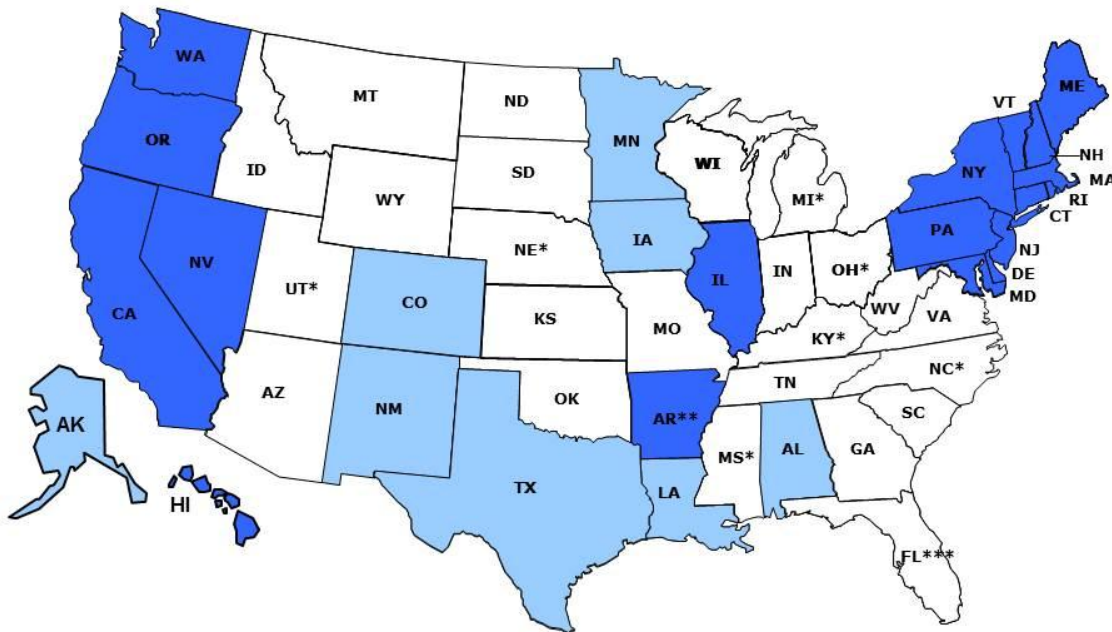 WA
MT
ND
MN
ME
VT
OR
ID
SD
WI
MI*
NY
NH
MA
WY
RI
CT
IA
PA
NE*
NV
UT*
CO
IL
IN
OH*
NJ
DE
MD
CA
KS
MO
WV
VA
KY*
AZ
NM
OK
AR**
TN
NC*
SC
AK
MS*
AL
GA
TX
LA
HI
FL***